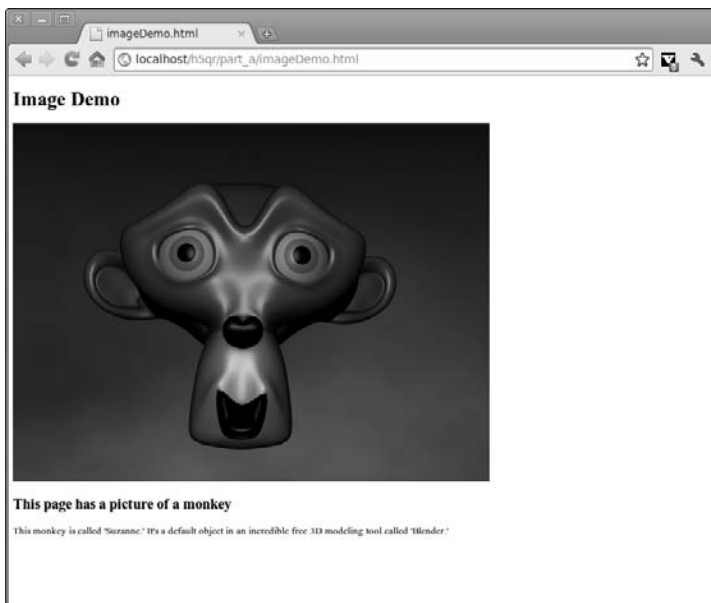 imageDemo.html
localhost/h5qr/part_a/imageDemo.html
Image Demo
This page has a picture of a monkey
This monkey is called "Suzanne." It's a default object in an incredible free 3D modeling tool called "Blender."